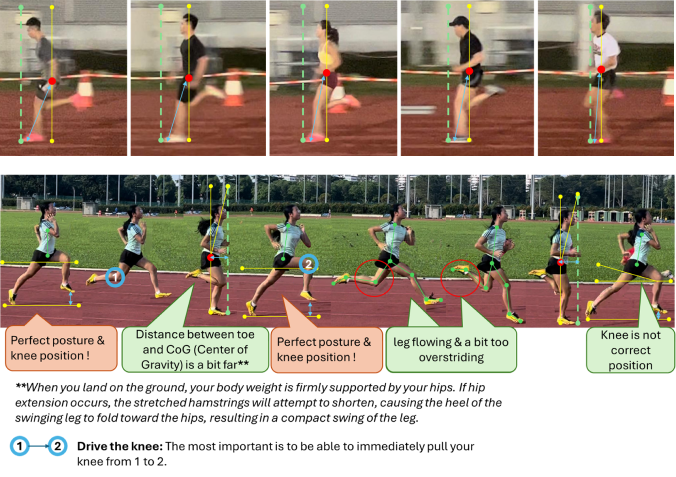 1
2
Perfect posture &
knee position !
Distance between toe
and CoG (Center of
Gravity) is a bit far**
Perfect posture &
knee position !
leg flowing & a bit too
overstriding
Knee is not
correct
position
**When you land on the ground, your body weight is firmly supported by your hips. If hip
extension occurs, the stretched hamstrings will attempt to shorten, causing the heel of the
swinging leg to fold toward the hips, resulting in a compact swing of the leg.
1 2 Drive the knee: The most important is to be able to immediately pull your
knee from 1 to 2.